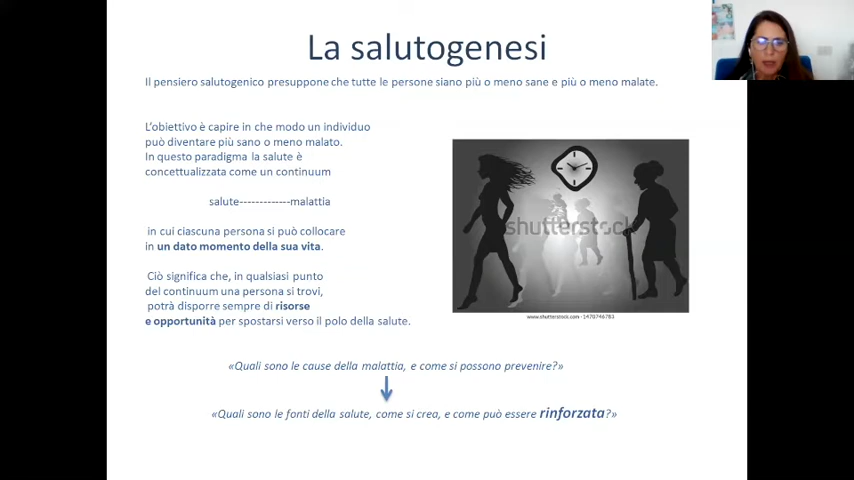 La salutogenesi
Il pensiero salutogenico presuppone che tutte le persone siano più o meno sane e più o meno malate.
L'obiettivo è capire in che modo un individuo
può diventare più sano o meno malato.
In questo paradigma la salute è
concettualizzata come un continuum
salute-------------malattia
in cui ciascuna persona si può collocare
in un dato momento della sua vita.
Ciò significa che, in qualsiasi punto
del continuum una persona si trovi,
potrà disporre sempre di risorse
e opportunità per spostarsi verso il polo della salute.
shutterstock
www.shutterstock.com · 1470746783
«Quali sono le cause della malattia, e come si possono prevenire?»
«Quali sono le fonti della salute, come si crea, e come può essere rinforzata?»